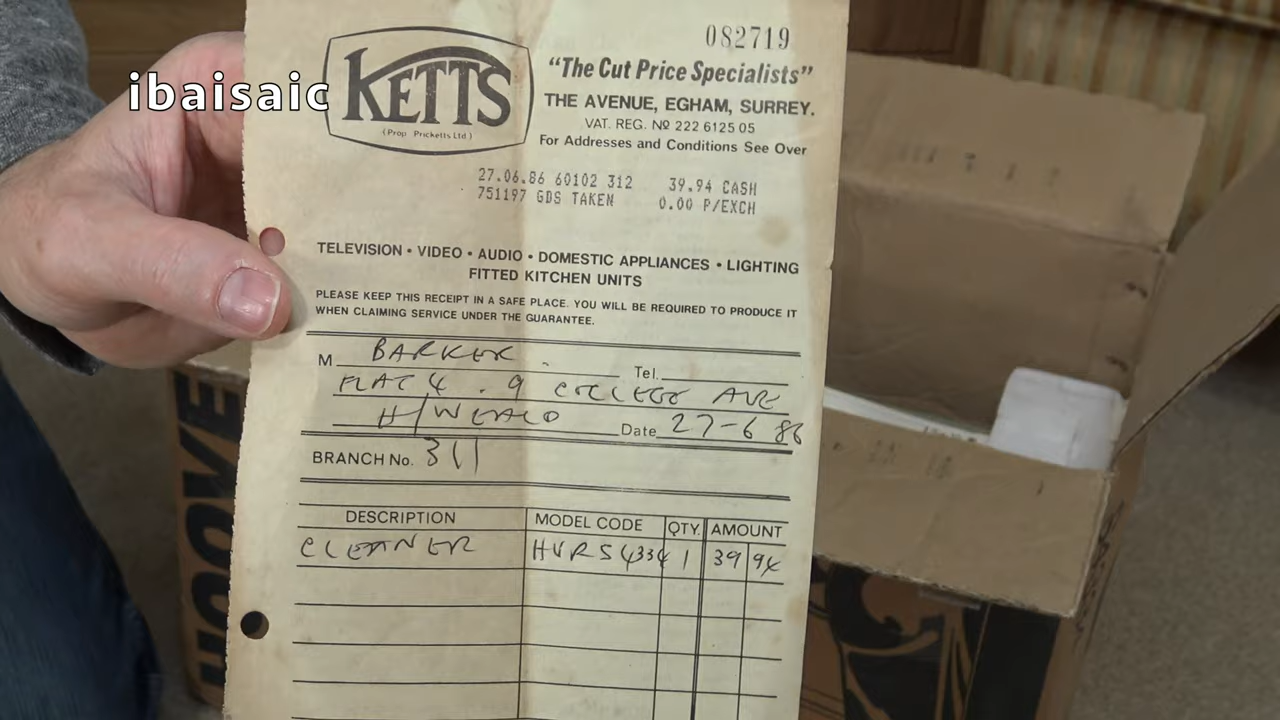 ibaisaic
082719
KETTS
(Prop Pricketts Ltd)
"The Cut Price Specialists"
THE AVENUE, EGHAM, SURREY.
VAT. REG. Nº 222 6125 05
For Addresses and Conditions See Over
27.06.86 60102 312 39.94 CASH
751197 GDS TAKEN 0.00 P/EXCH
TELEVISION • VIDEO • AUDIO • DOMESTIC APPLIANCES • LIGHTING
FITTED KITCHEN UNITS
PLEASE KEEP THIS RECEIPT IN A SAFE PLACE. YOU WILL BE REQUIRED TO PRODUCE IT
WHEN CLAIMING SERVICE UNDER THE GUARANTEE.
M BARKER Tel.
FLAT 4. 9 COLLEGE AVE
H/WEALD Date 27-6 86
BRANCH No. 311
DESCRIPTION MODEL CODE QTY. AMOUNT
CLEANER HVRS4334 1 39 94
HOOVE